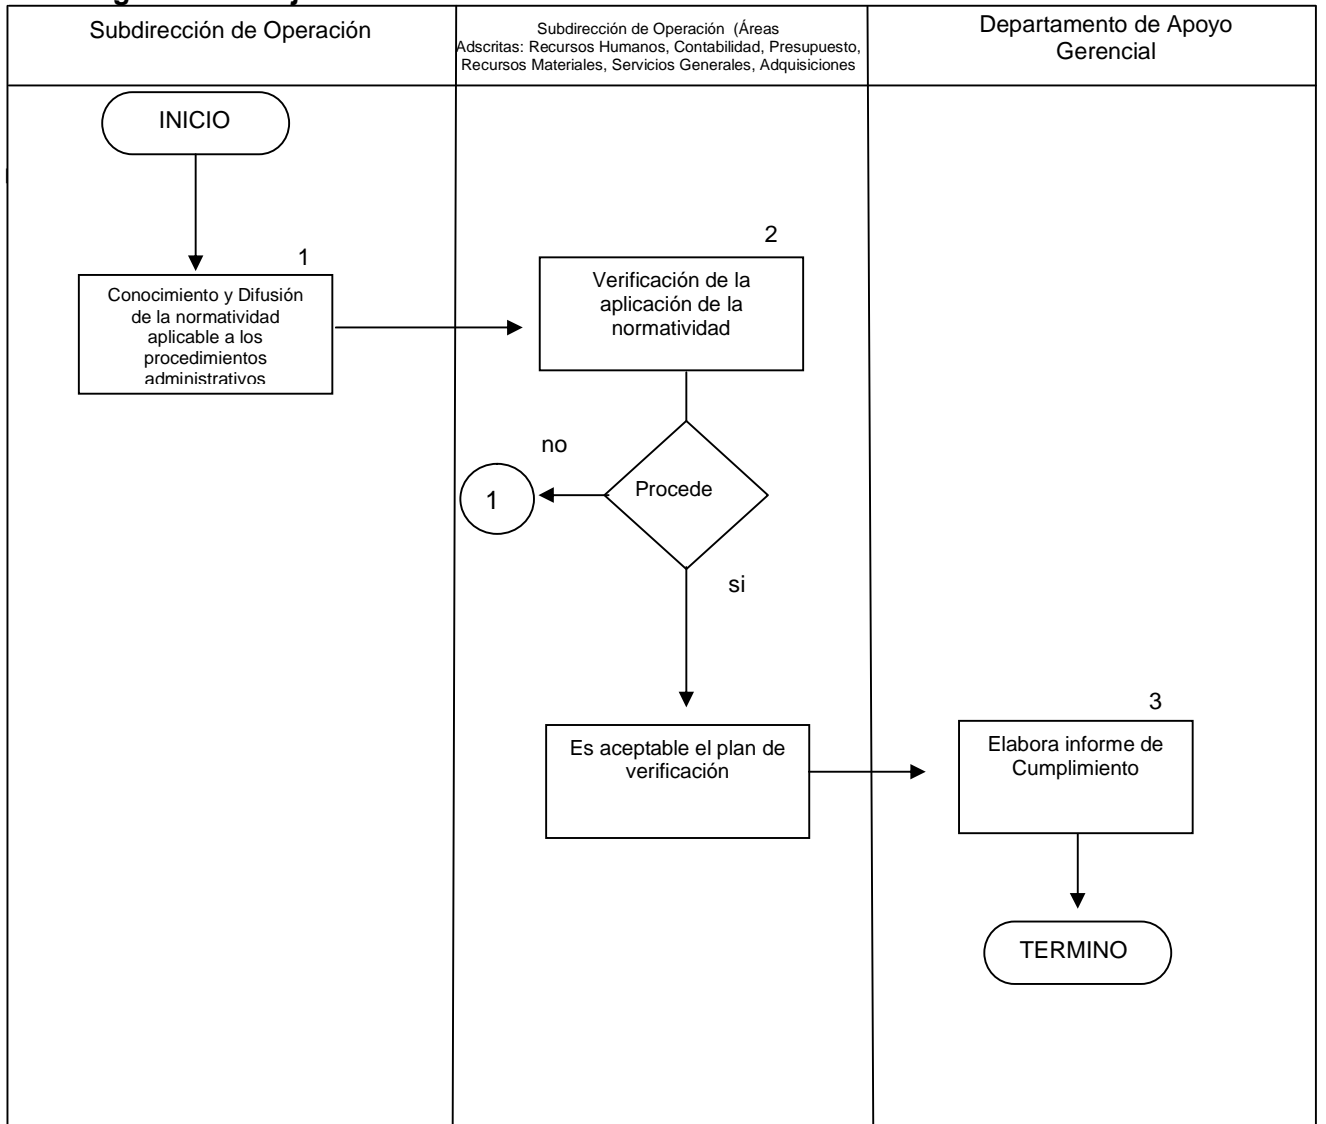 Subdirección de Operación
Subdirección de Operación (Áreas
Adscritas: Recursos Humanos, Contabilidad, Presupuesto,
Recursos Materiales, Servicios Generales, Adquisiciones
Departamento de Apoyo
Gerencial
INICIO
1
Conocimiento y Difusión
de la normatividad
aplicable a los
procedimientos
administrativos
2
Verificación de la
aplicación de la
normatividad
no
1
Procede
si
Es aceptable el plan de
verificación
3
Elabora informe de
Cumplimiento
TERMINO